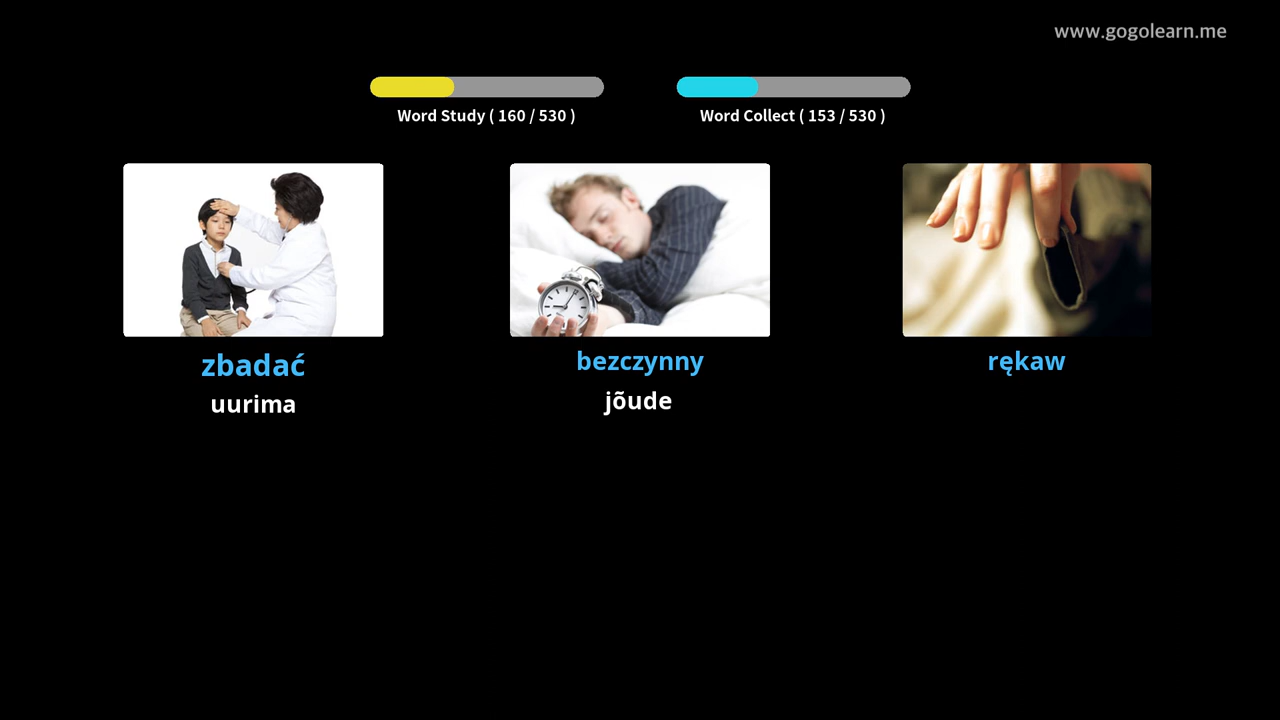 www.gogolearn.me
Word Study ( 160 / 530 )
Word Collect ( 153 / 530 )
zbadać
bezczynny
rękaw
uurima
jõude